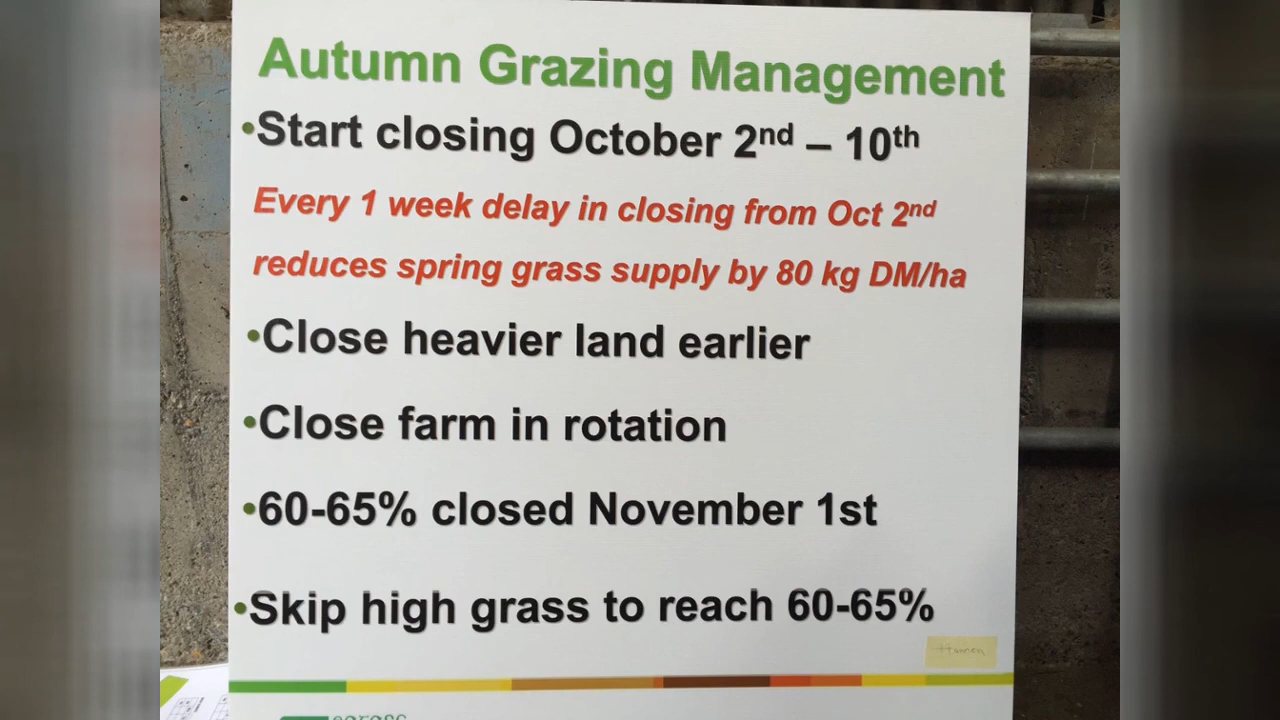 Autumn Grazing Management
•Start closing October 2nd – 10th
Every 1 week delay in closing from Oct 2nd
reduces spring grass supply by 80 kg DM/ha
•Close heavier land earlier
•Close farm in rotation
•60-65% closed November 1st
•Skip high grass to reach 60-65%